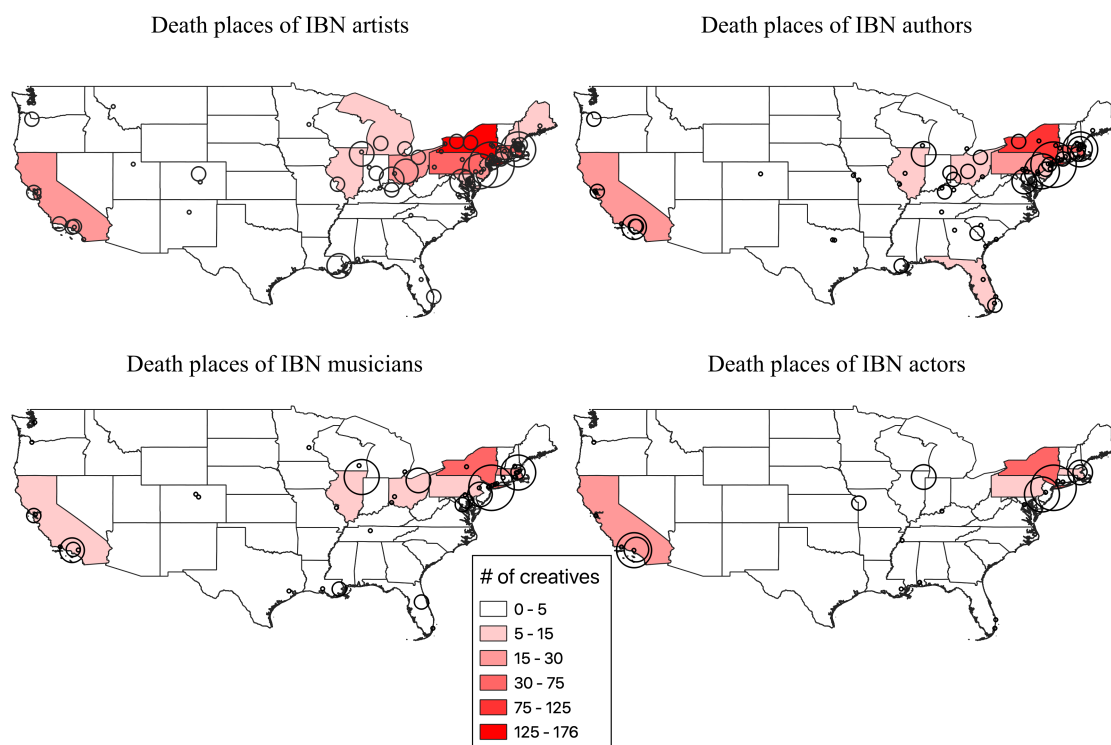 Death places of IBN artists
Death places of IBN authors
Death places of IBN musicians
Death places of IBN actors
# of creatives
0 - 5
5 - 15
15 - 30
30 - 75
75 - 125
125 - 176